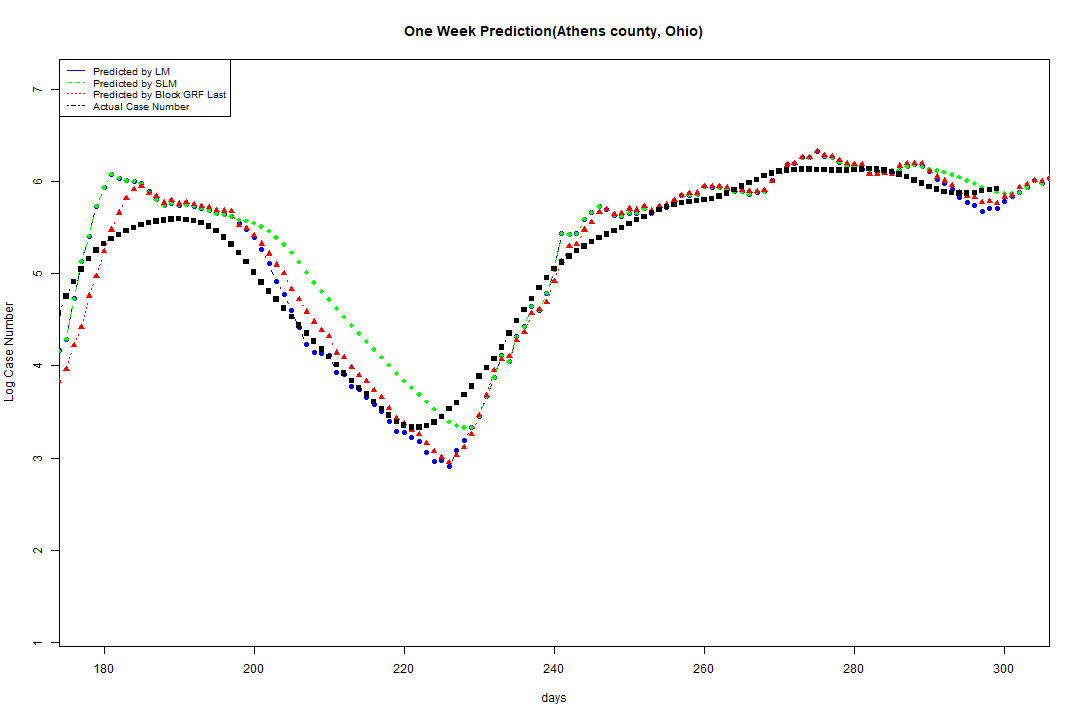 One Week Prediction(Athens county, Ohio)
Predicted by LM
Predicted by SLM
Predicted by Block GRF Last
Actual Case Number
7
6
5
4
3
2
1
Log Case Number
180 200 220 240 260 280 300
days